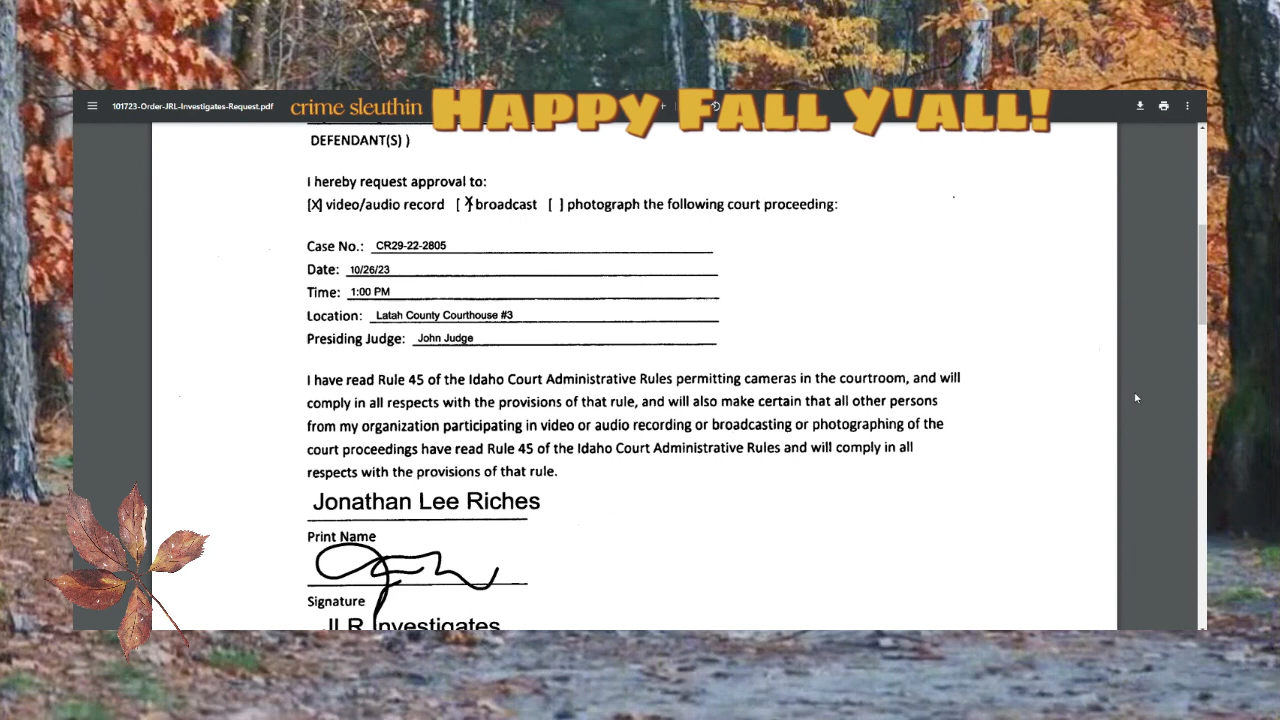 101723-Order-JRL-Investigates-Request.pdf
crime sleuthin
Happy Fall Y'all!
DEFENDANT(S) )
I hereby request approval to:
[X] video/audio record [ X broadcast [ ] photograph the following court proceeding:
Case No.: CR29-22-2805
Date: 10/26/23
Time: 1:00 PM
Location: Latah County Courthouse #3
Presiding Judge: John Judge
I have read Rule 45 of the Idaho Court Administrative Rules permitting cameras in the courtroom, and will
comply in all respects with the provisions of that rule, and will also make certain that all other persons
from my organization participating in video or audio recording or broadcasting or photographing of the
court proceedings have read Rule 45 of the Idaho Court Administrative Rules and will comply in all
respects with the provisions of that rule.
Jonathan Lee Riches
Print Name
Signature
JLR Investigates